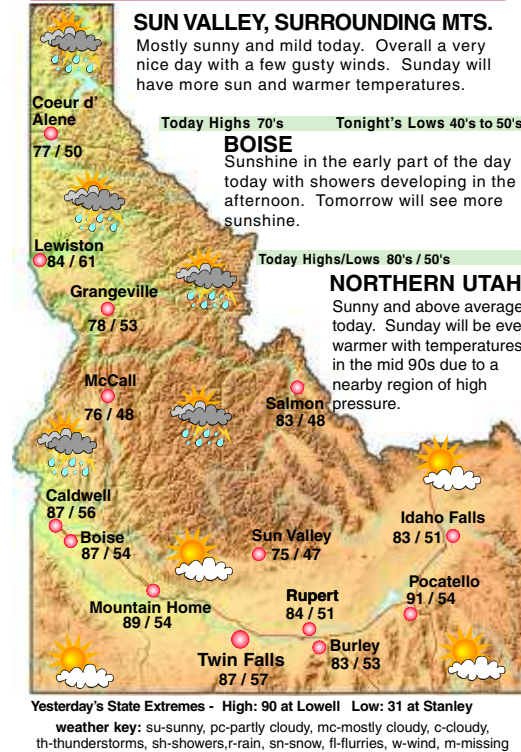 SUN VALLEY, SURROUNDING MTS.
Mostly sunny and mild today. Overall a very
nice day with a few gusty winds. Sunday will
have more sun and warmer temperatures.
Today Highs 70's Tonight's Lows 40's to 50's
BOISE
Sunshine in the early part of the day
today with showers developing in the
afternoon. Tomorrow will see more
sunshine.
Today Highs/Lows 80's / 50's
NORTHERN UTAH
Sunny and above average
today. Sunday will be eve
warmer with temperatures
in the mid 90s due to a
nearby region of high
pressure.
Coeur d'
Alene
77 / 50
Lewiston
84 / 61
Grangeville
78 / 53
McCall
76 / 48
Salmon
83 / 48
Caldwell
87 / 56
Boise
87 / 54
Sun Valley
75 / 47
Idaho Falls
83 / 51
Mountain Home
89 / 54
Rupert
84 / 51
Pocatello
91 / 54
Twin Falls
87 / 57
Burley
83 / 53
Yesterday's State Extremes - High: 90 at Lowell Low: 31 at Stanley
weather key: su-sunny, pc-partly cloudy, mc-mostly cloudy, c-cloudy,
th-thunderstorms, sh-showers,r-rain, sn-snow, fl-flurries, w-wind, m-missing